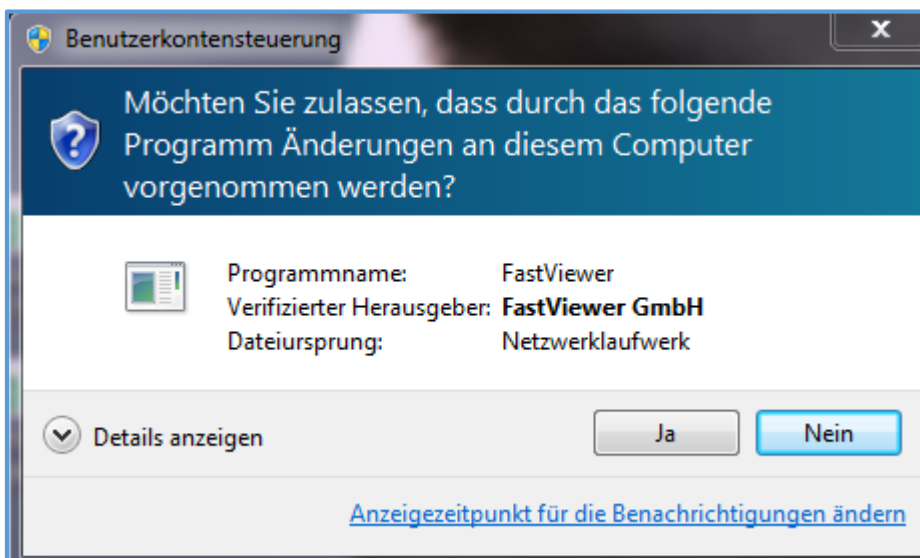 Benutzerkontensteuerung
x
Möchten Sie zulassen, dass durch das folgende
Programm Änderungen an diesem Computer
vorgenommen werden?
Programmname: FastViewer
Verifizierter Herausgeber: FastViewer GmbH
Dateiursprung: Netzwerklaufwerk
Details anzeigen Ja Nein
Anzeigezeitpunkt für die Benachrichtigungen ändern